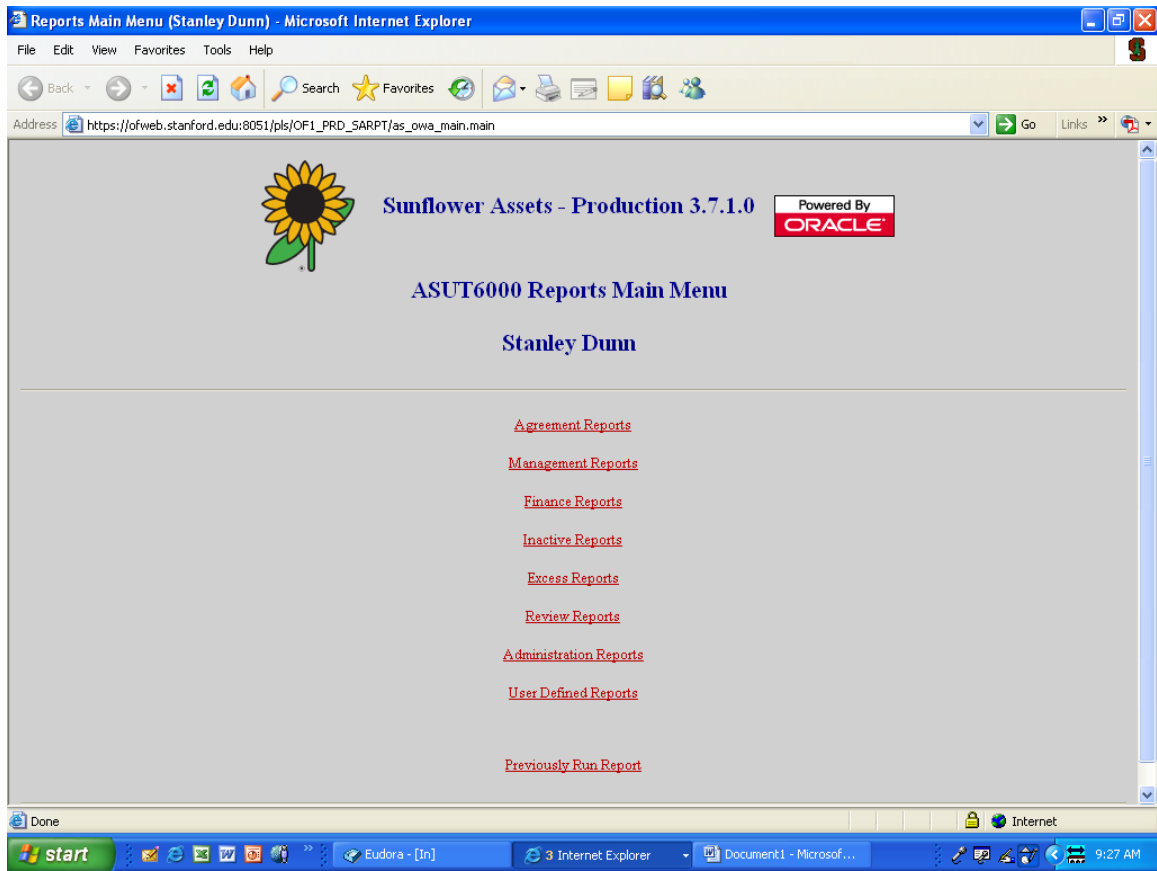 Reports Main Menu (Stanley Dunn) - Microsoft Internet Explorer
File Edit View Favorites Tools Help
Back Search Favorites
Address https://ofweb.stanford.edu:8051/pls/OF1_PRD_SARPT/as_owa_main.main Go Links »
Sunflower Assets - Production 3.7.1.0
Powered By
ORACLE
ASUT6000 Reports Main Menu
Stanley Dunn
Agreement Reports
Management Reports
Finance Reports
Inactive Reports
Excess Reports
Review Reports
Administration Reports
User Defined Reports
Previously Run Report
Done Internet
start » Eudora - [In] 3 Internet Explorer Document1 - Microsof... 9:27 AM